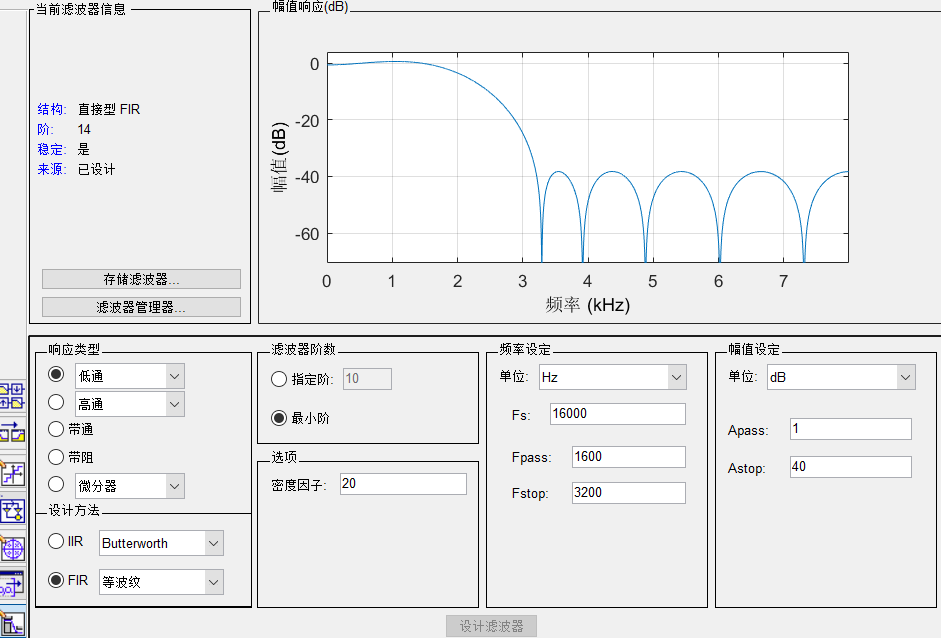 当前滤波器信息
结构: 直接型 FIR
阶: 14
稳定: 是
来源: 已设计
存储滤波器...
滤波器管理器...
幅值响应(dB)
幅值(dB)
0
-20
-40
-60
0 1 2 3 4 5 6 7
频率 (kHz)
响应类型
低通
高通
带通
带阻
微分器
设计方法
IIR Butterworth
FIR 等波纹
滤波器阶数
指定阶: 10
最小阶
选项
密度因子: 20
频率设定
单位: Hz
Fs: 16000
Fpass: 1600
Fstop: 3200
幅值设定
单位: dB
Apass: 1
Astop: 40
设计滤波器